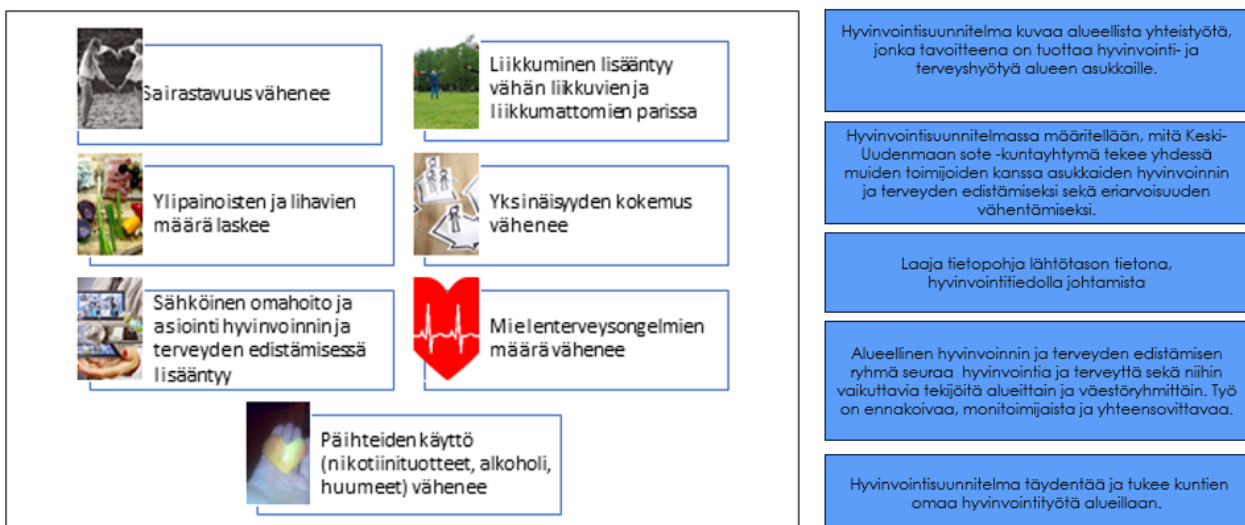 Sairastavuus vähenee
Liikkuminen lisääntyy
vähän liikkuvien ja
liikkumattomien parissa
Ylipainoisten ja lihavien
määrä laskee
Yksinäisyyden kokemus
vähenee
Sähköinen omahoito ja
asiointi hyvinvoinnin ja
terveyden edistämisessä
lisääntyy
Mielenterveysongelmien
määrä vähenee
Päihteiden käyttö
(nikotiinituotteet, alkoholi,
huumeet) vähenee
Hyvinvointisuunnitelma kuvaa alueellista yhteistyötä,
jonka tavoitteena on tuottaa hyvinvointi- ja
terveyshyötyä alueen asukkaille.
Hyvinvointisuunnitelmassa määritellään, mitä Keski-
Uudenmaan sote -kuntayhtymä tekee yhdessä
muiden toimijoiden kanssa asukkaiden hyvinvoinnin
ja terveyden edistämiseksi sekä eriarvoisuuden
vähentämiseksi.
Laaja tietopohja lähtötason tietona,
hyvinvointitiedolla johtamista
Alueellinen hyvinvoinnin ja terveyden edistämisen
ryhmä seuraa hyvinvointia ja terveyttä sekä niihin
vaikuttavia tekijöitä alueittain ja väestöryhmittäin. Työ
on ennakoivaa, monitoimijaista ja yhteensovittavaa.
Hyvinvointisuunnitelma täydentää ja tukee kuntien
omaa hyvinvointityötä alueillaan.